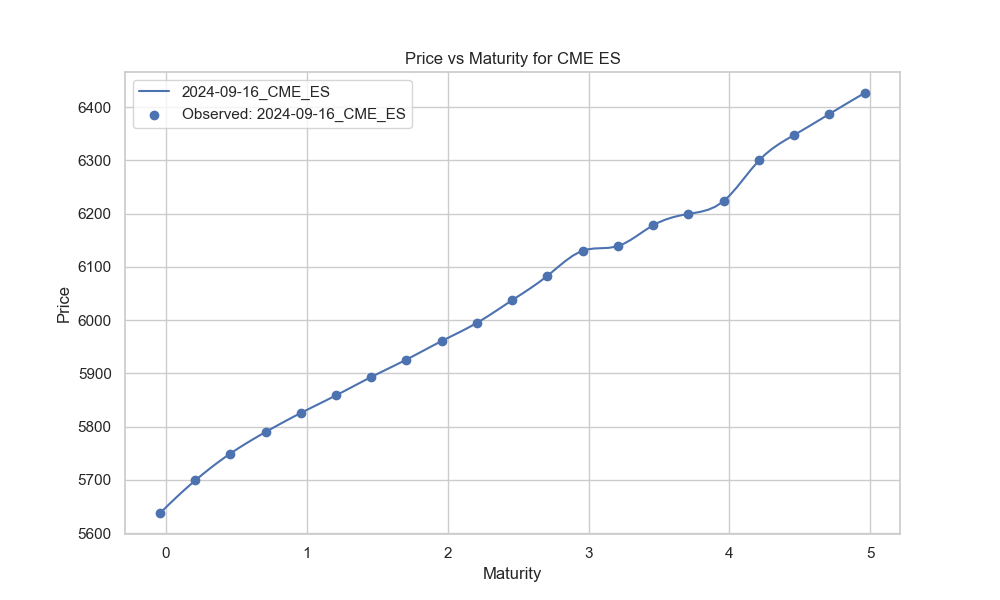 Price vs Maturity for CME ES
2024-09-16_CME_ES
Observed: 2024-09-16_CME_ES
6400
6300
6200
6100
6000
5900
5800
5700
5600
Price
0 1 2 3 4 5
Maturity